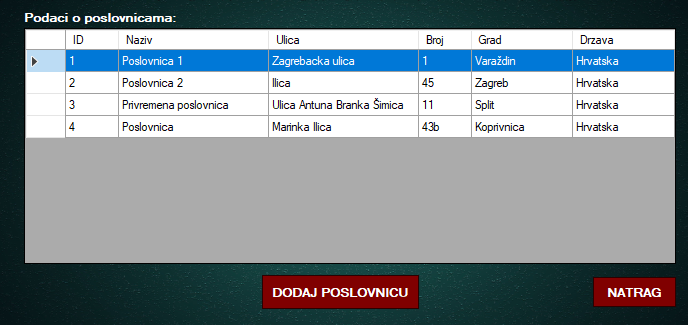 Podaci o poslovnicama:
ID Naziv Ulica Broj Grad Drzava
1 Poslovnica 1 Zagrebacka ulica 1 Varaždin Hrvatska
2 Poslovnica 2 Ilica 45 Zagreb Hrvatska
3 Privremena poslovnica Ulica Antuna Branka Šimica 11 Split Hrvatska
4 Poslovnica Marinka Ilica 43b Koprivnica Hrvatska
DODAJ POSLOVNICU NATRAG